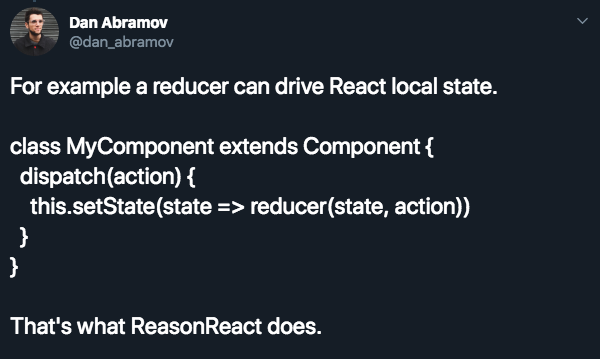 Dan Abramov
@dan_abramov
For example a reducer can drive React local state.
class MyComponent extends Component {
dispatch(action) {
this.setState(state => reducer(state, action))
}
}
That's what ReasonReact does.